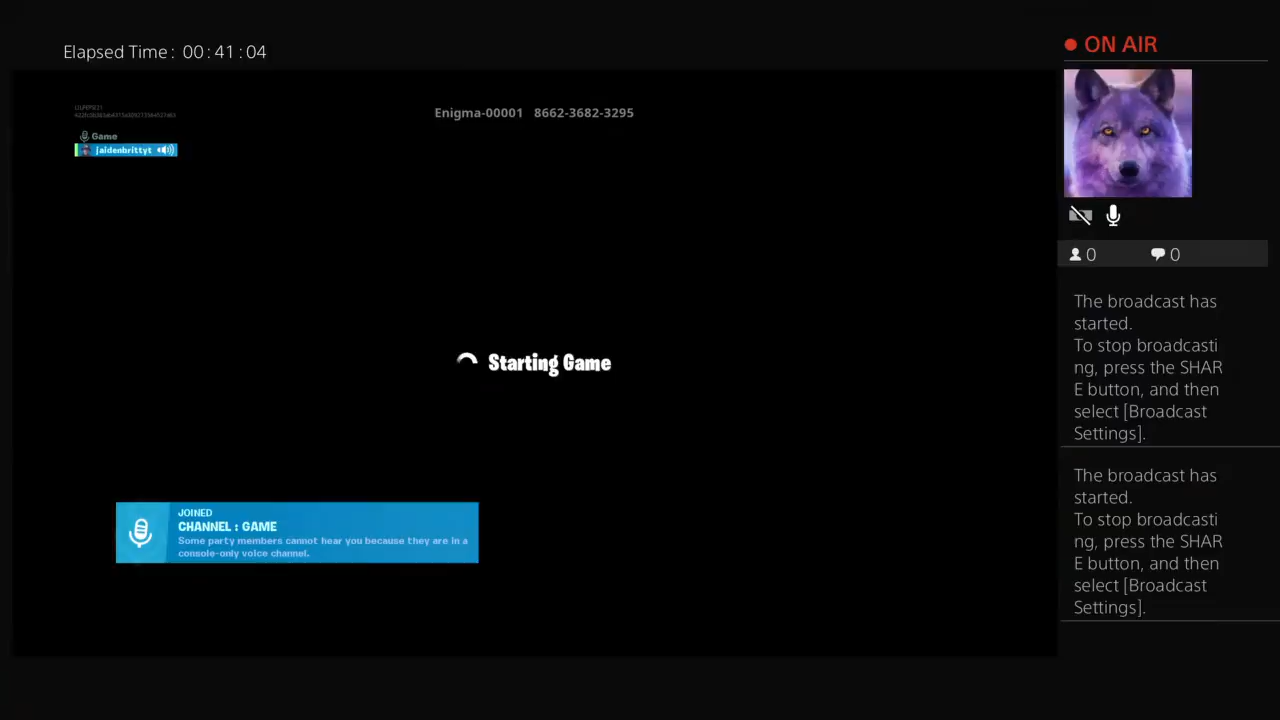 Elapsed Time: 00:41:04
ON AIR
Enigma-00001 8662-3682-3295
Game
jaidenbrittyt
0 0
Starting Game
JOINED
CHANNEL : GAME
Some party members cannot hear you because they are in a
console-only voice channel.
The broadcast has
started.
To stop broadcasti
ng, press the SHAR
E button, and then
select [Broadcast
Settings].
The broadcast has
started.
To stop broadcasti
ng, press the SHAR
E button, and then
select [Broadcast
Settings].